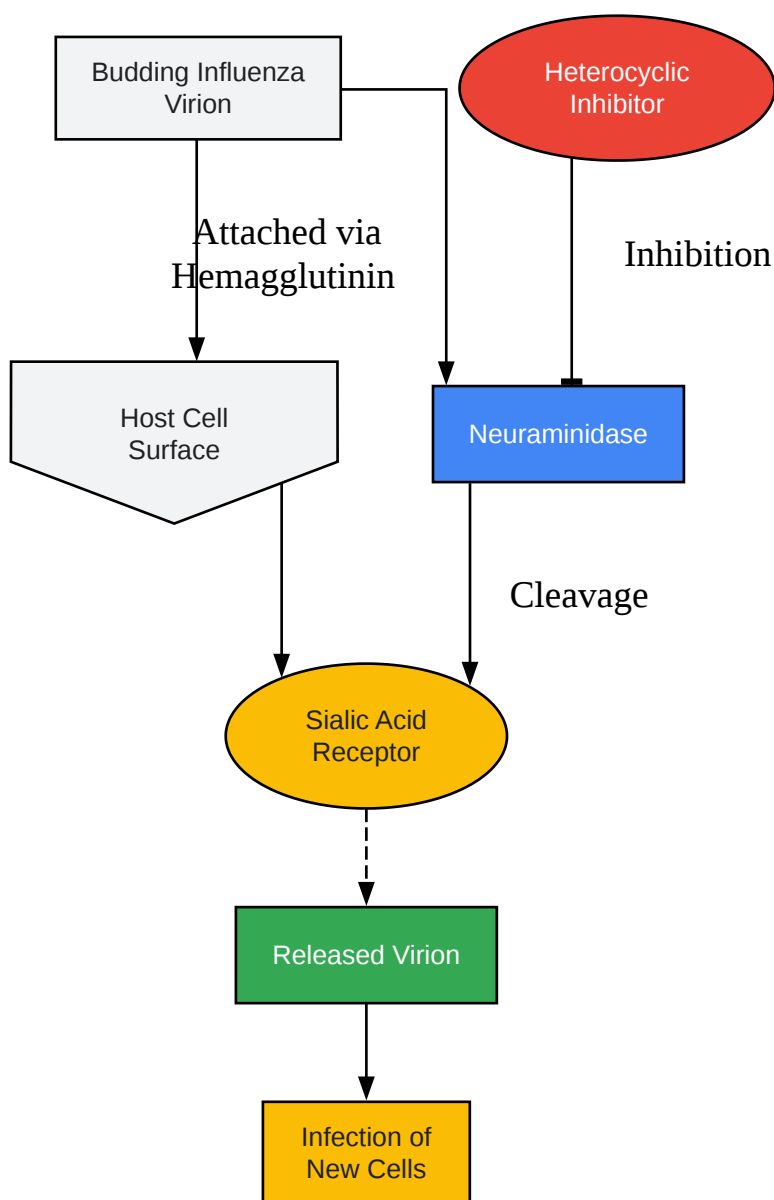 Budding Influenza
Virion
Heterocyclic
Inhibitor
Attached via
Hemagglutinin
Inhibition
Host Cell
Surface
Neuraminidase
Cleavage
Sialic Acid
Receptor
Released Virion
Infection of
New Cells